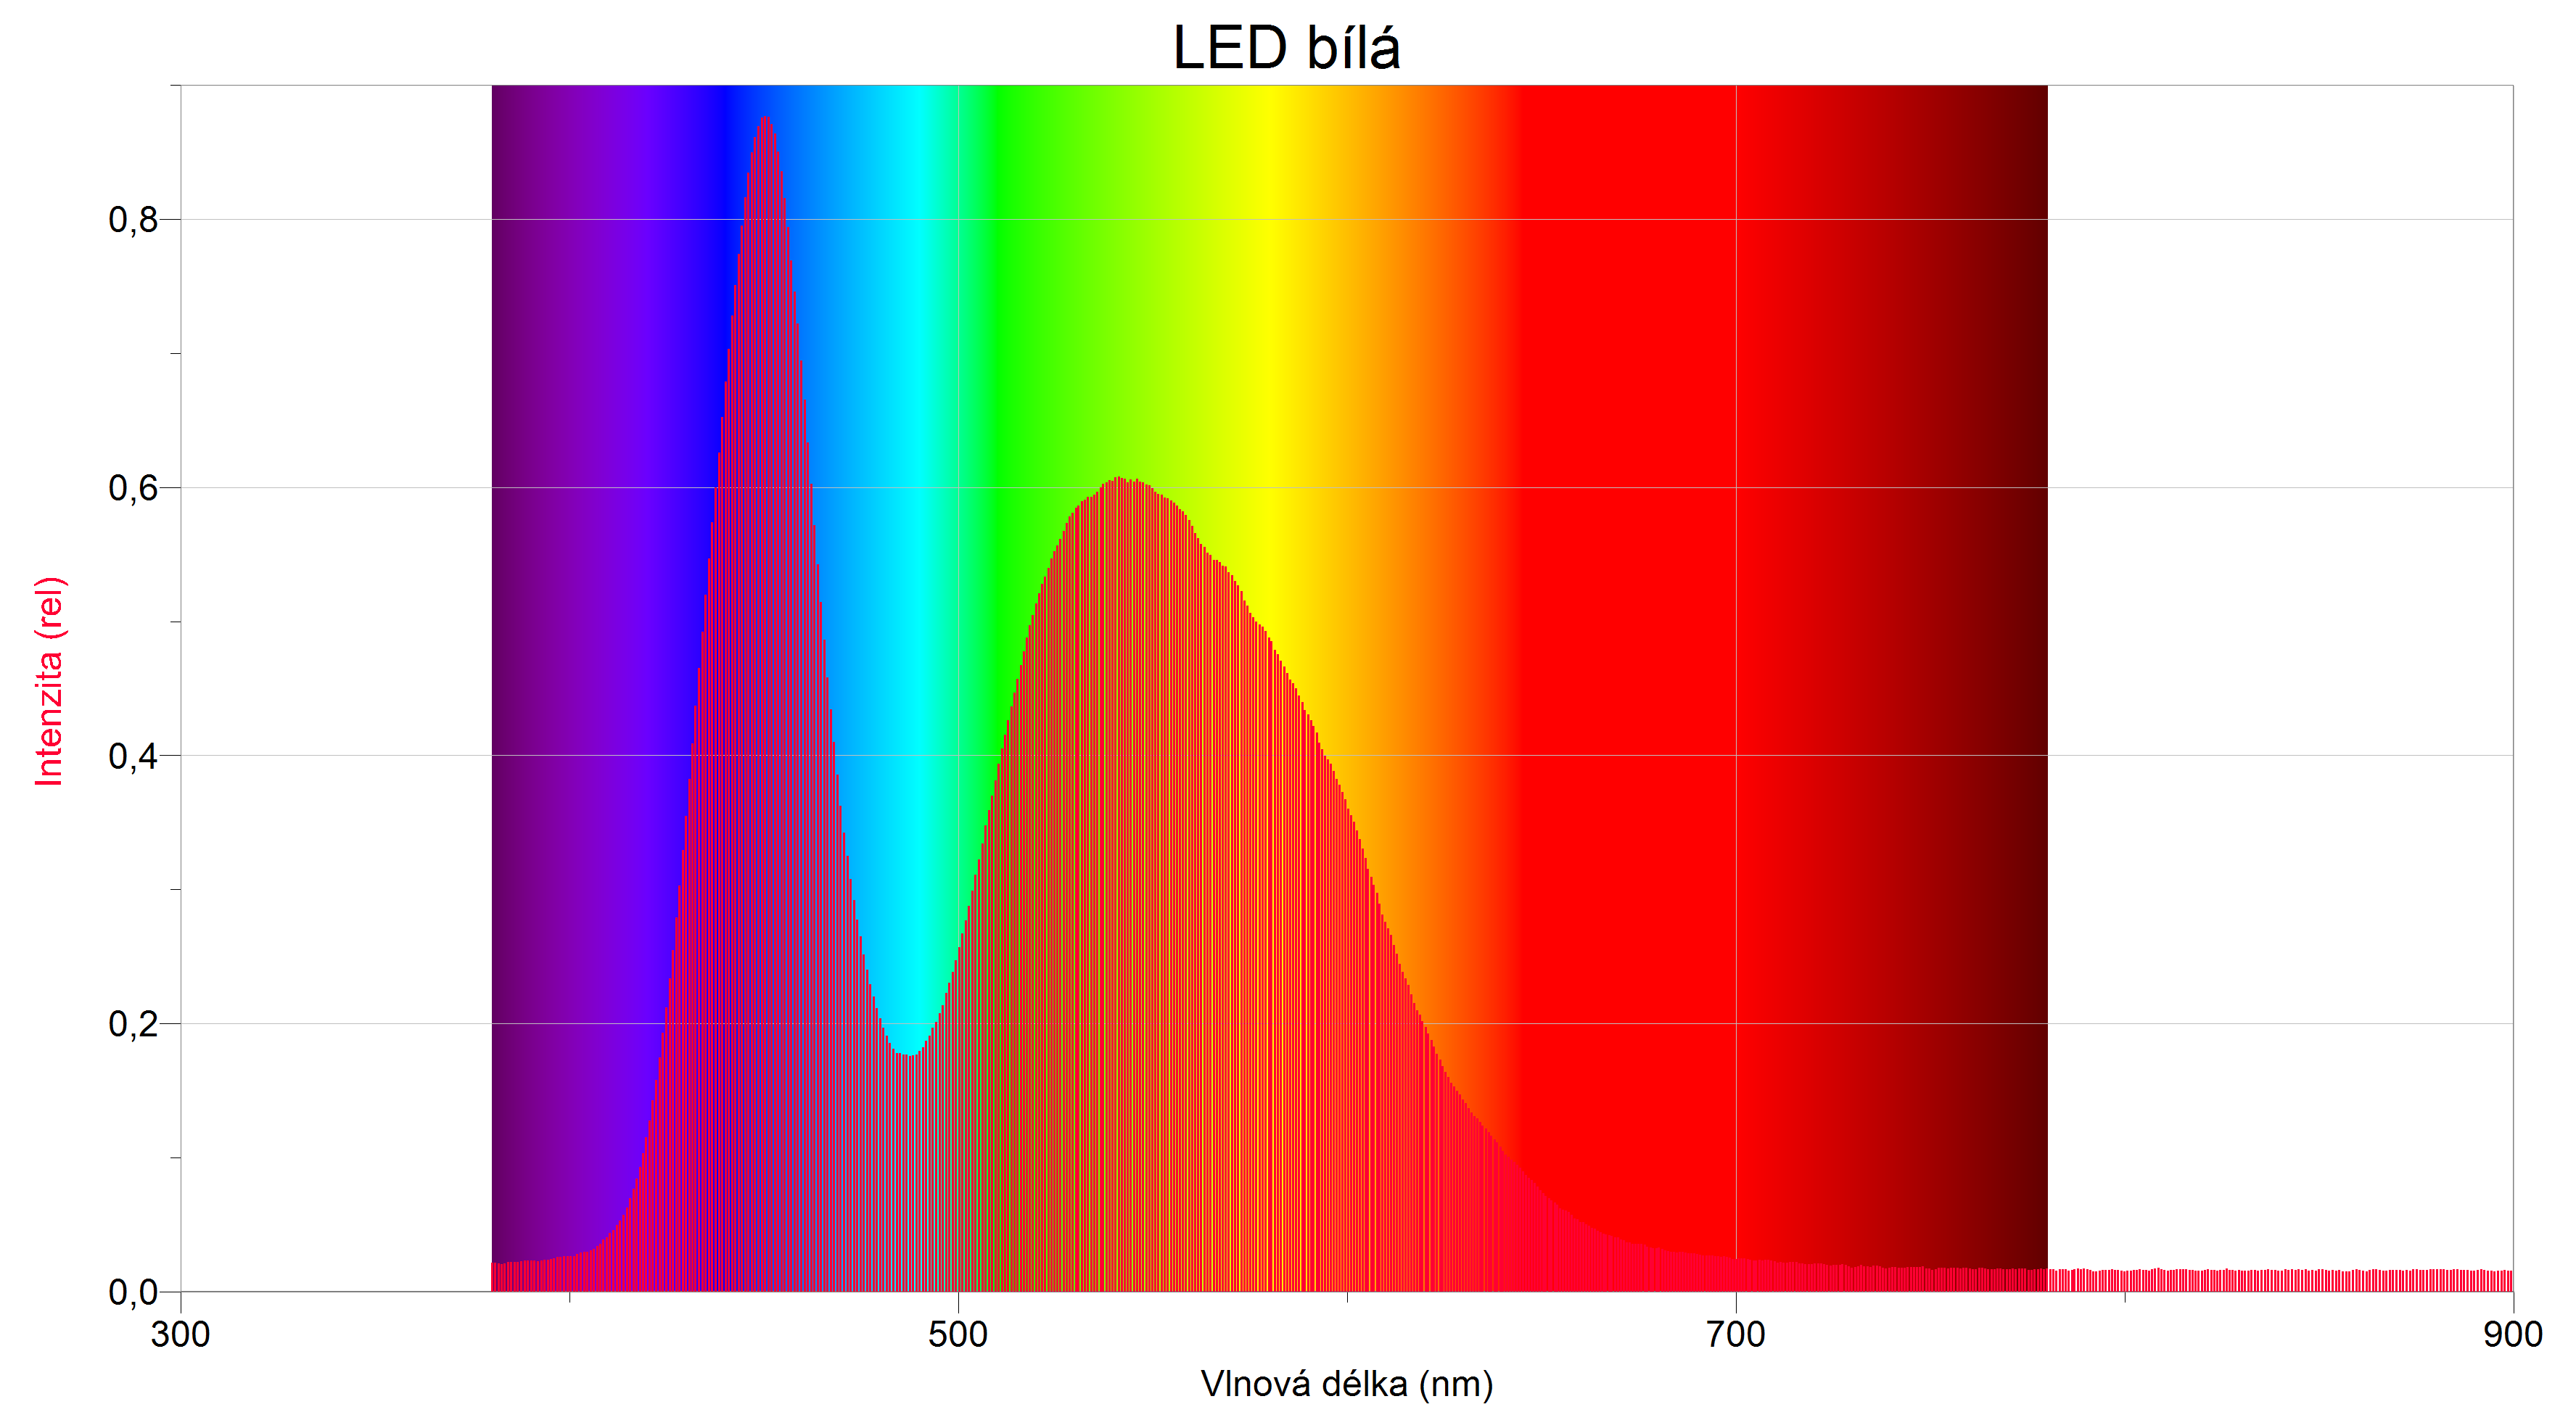 LED bílá
0,8
0,6
0,4
0,2
0,0
Intenzita (rel)
300 500 700 900
Vlnová délka (nm)